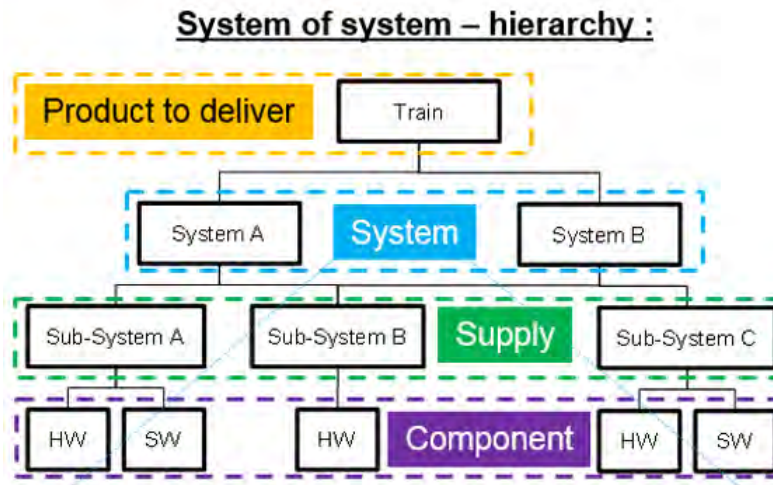 System of system – hierarchy :
Product to deliver
Train
System A
System
System B
Sub-System A
Sub-System B
Supply
Sub-System C
HW
SW
HW
Component
HW
SW